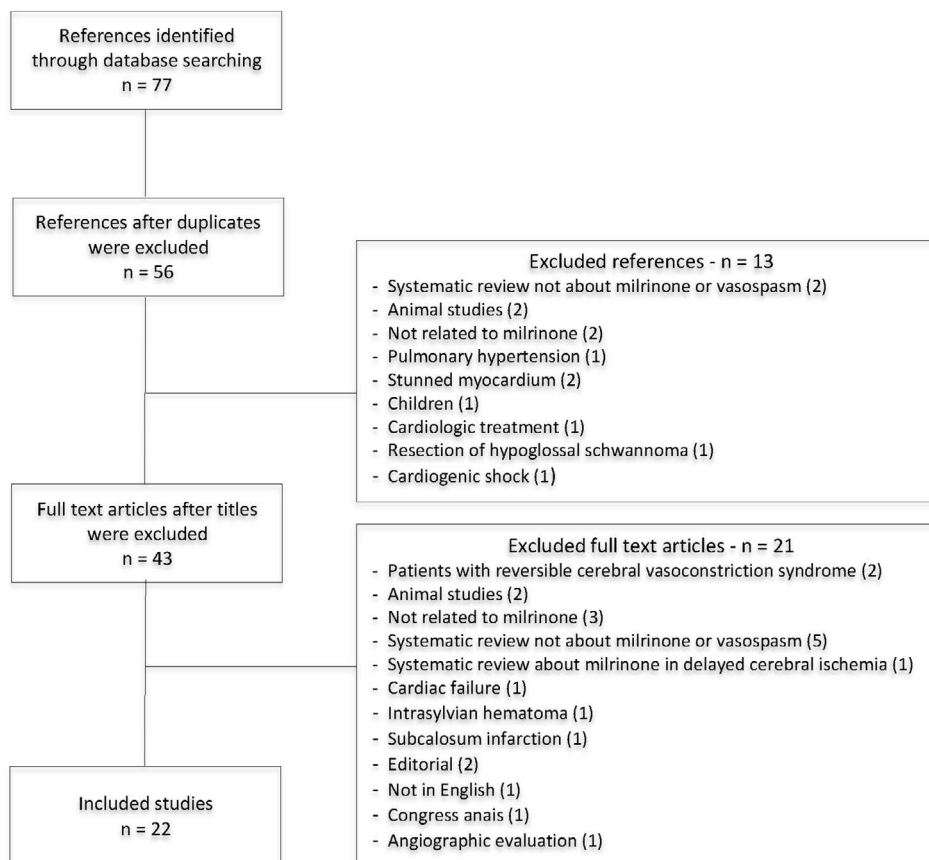 References identified
through database searching
n = 77
References after duplicates
were excluded
n = 56
Excluded references - n = 13
- Systematic review not about milrinone or vasospasm (2)
- Animal studies (2)
- Not related to milrinone (2)
- Pulmonary hypertension (1)
- Stunned myocardium (2)
- Children (1)
- Cardiologic treatment (1)
- Resection of hypoglossal schwannoma (1)
- Cardiogenic shock (1)
Full text articles after titles
were excluded
n = 43
Excluded full text articles - n = 21
- Patients with reversible cerebral vasoconstriction syndrome (2)
- Animal studies (2)
- Not related to milrinone (3)
- Systematic review not about milrinone or vasospasm (5)
- Systematic review about milrinone in delayed cerebral ischemia (1)
- Cardiac failure (1)
- Intrasylvian hematoma (1)
- Subcalosum infarction (1)
- Editorial (2)
- Not in English (1)
- Congress anais (1)
- Angiographic evaluation (1)
Included studies
n = 22